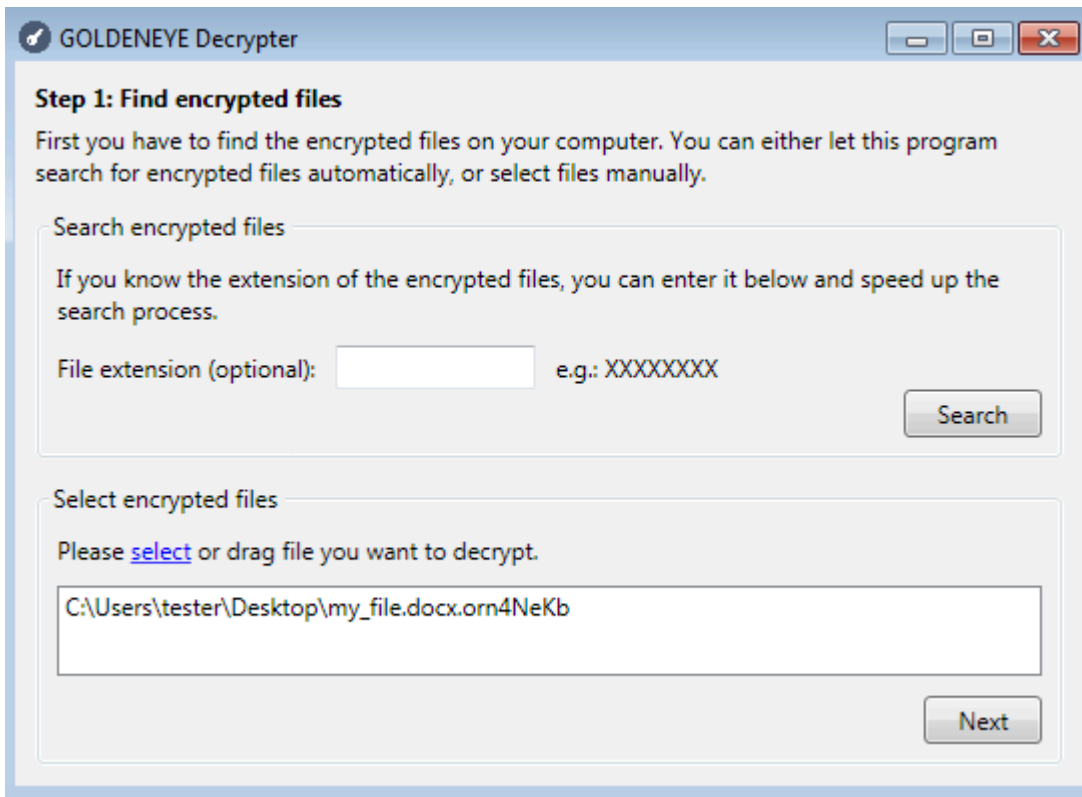 GOLDENEYE Decrypter
Step 1: Find encrypted files
First you have to find the encrypted files on your computer. You can either let this program
search for encrypted files automatically, or select files manually.
Search encrypted files
If you know the extension of the encrypted files, you can enter it below and speed up the
search process.
File extension (optional): e.g.: XXXXXXXX
Search
Select encrypted files
Please select or drag file you want to decrypt.
C:\Users\tester\Desktop\my_file.docx.orn4NeKb
Next